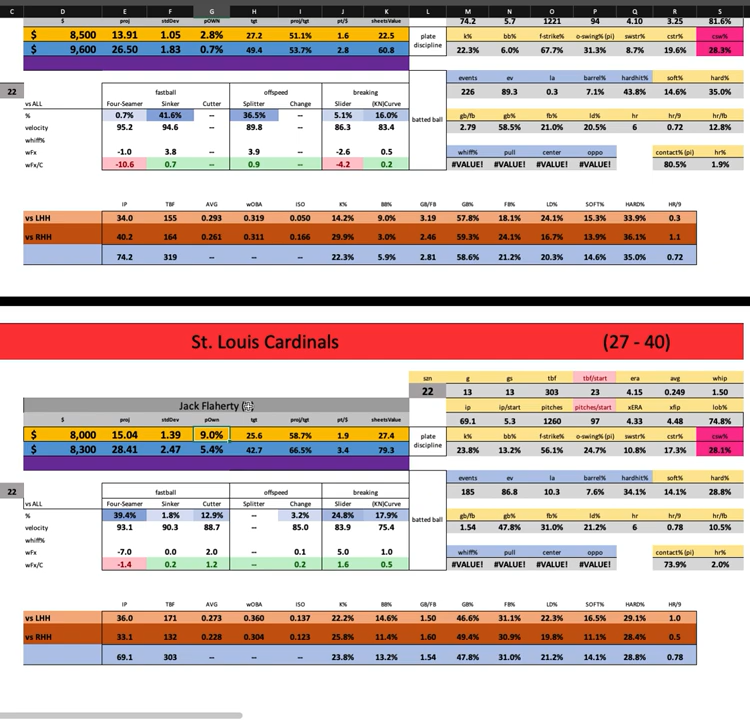 C D E F G H I J K L M N O P Q R S
$ proj stdDev pOWN tgt proj/tgt pt/$ sheetsValue 74.2 5.7 1221 94 4.10 3.25 81.6%
$ 8,500 13.91 1.05 2.8% 27.2 51.1% 1.6 22.5 plate discipline k% bb% f-strike% o-swing% (pi) swstr% cstr% csw%
$ 9,600 26.50 1.83 0.7% 49.4 53.7% 2.8 60.8 22.3% 6.0% 67.7% 31.3% 8.7% 19.6% 28.3%
events ev la barrel% hardhit% soft% hard%
22 fastball offspeed breaking 226 89.3 0.3 7.1% 43.8% 14.6% 35.0%
vs ALL Four-Seamer Sinker Cutter Splitter Change Slider (KN)Curve
% 0.7% 41.6% -- 36.5% -- 5.1% 16.0% batted ball gb/fb gb% fb% ld% hr hr/9 hr/fb
velocity 95.2 94.6 -- 89.8 -- 86.3 83.4 2.79 58.5% 21.0% 20.5% 6 0.72 12.8%
whiff%
wFx -1.0 3.8 3.9 -2.6 0.5 whiff% pull center oppo contact% (pi) hr%
wFx/C -10.6 0.7 -- 0.9 -- -4.2 0.2 #VALUE! #VALUE! #VALUE! #VALUE! 80.5% 1.9%
IP TBF AVG wOBA ISO K% BB% GB/FB GB% FB% LD% SOFT% HARD% HR/9
vs LHH 34.0 155 0.293 0.319 0.050 14.2% 9.0% 3.19 57.8% 18.1% 24.1% 15.3% 33.9% 0.3
vs RHH 40.2 164 0.261 0.311 0.166 29.9% 3.0% 2.46 59.3% 24.1% 16.7% 13.9% 36.1% 1.1
74.2 319 -- -- 22.3% 5.9% 2.81 58.6% 21.2% 20.3% 14.6% 35.0% 0.72
St. Louis Cardinals (27 - 40)
szn g gs tbf tbf/start era avg whip
22 13 13 303 23 4.15 0.249 1.50
Jack Flaherty ( ip ip/start pitches pitches/start xERA xfip lob%
$ proj stdDev pOwn tgt proj/tgt pt/$ sheetsValue 69.1 5.3 1260 97 4.33 4.48 74.8%
$ 8,000 15.04 1.39 9.0% 25.6 58.7% 1.9 27.4 plate discipline k% bb% f-strike% o-swing% (pi) swstr% cstr% csw%
$ 8,300 28.41 2.47 5.4% 42.7 66.5% 3.4 79.3 23.8% 13.2% 56.1% 24.7% 10.8% 17.3% 28.1%
events ev la barrel% hardhit% soft% hard%
22 fastball offspeed breaking 185 86.8 10.3 7.6% 34.1% 14.1% 28.8%
vs ALL Four-Seamer Sinker Cutter Splitter Change Slider (KN)Curve
% 39.4% 1.8% 12.9% -- 3.2% 24.8% 17.9% batted ball gb/fb gb% fb% ld% hr hr/9 hr/fb
velocity 93.1 90.3 88.7 -- 85.0 83.9 75.4 1.54 47.8% 31.0% 21.2% 6 0.78 10.5%
whiff%
wFx -7.0 0.0 2.0 0.1 5.0 1.0 whiff% pull center oppo contact% (pi) hr%
wFx/C -1.4 0.2 1.2 -- 0.2 1.6 0.5 #VALUE! #VALUE! #VALUE! #VALUE! 73.9% 2.0%
IP TBF AVG wOBA ISO K% BB% GB/FB GB% FB% LD% SOFT% HARD% HR/9
vs LHH 36.0 171 0.273 0.360 0.137 22.2% 14.6% 1.50 46.6% 31.1% 22.3% 16.5% 29.1% 1.0
vs RHH 33.1 132 0.228 0.304 0.123 25.8% 11.4% 1.60 49.4% 30.9% 19.8% 11.1% 28.4% 0.5
69.1 303 -- -- 23.8% 13.2% 1.54 47.8% 31.0% 21.2% 14.1% 28.8% 0.78